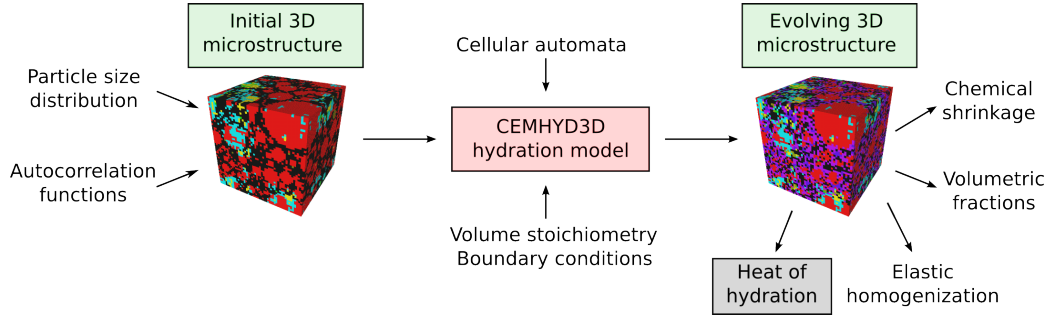 Initial 3D
microstructure
Particle size
distribution
Autocorrelation
functions
Cellular automata
CEMHYD3D
hydration model
Volume stoichiometry
Boundary conditions
Evolving 3D
microstructure
Chemical
shrinkage
Volumetric
fractions
Heat of
hydration
Elastic
homogenization